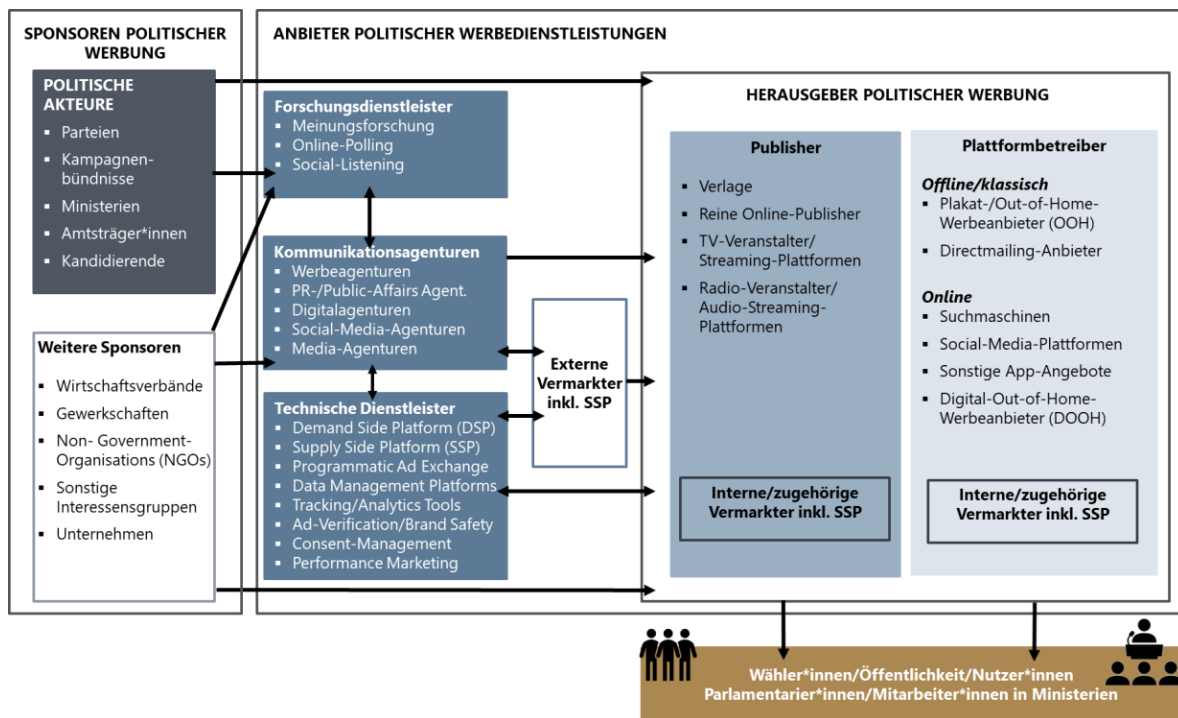 SPONSOREN POLITISCHER
WERBUNG
POLITISCHE
AKTEURE
▪ Parteien
▪ Kampagnen-
bündnisse
▪ Ministerien
▪ Amtsträger*innen
▪ Kandidierende
Weitere Sponsoren
▪ Wirtschaftsverbände
▪ Gewerkschaften
▪ Non- Government-
Organisations (NGOs)
▪ Sonstige
Interessensgruppen
▪ Unternehmen
ANBIETER POLITISCHER WERBEDIENSTLEISTUNGEN
Forschungsdienstleister
▪ Meinungsforschung
▪ Online-Polling
▪ Social-Listening
Kommunikationsagenturen
▪ Werbeagenturen
▪ PR-/Public-Affairs Agent.
▪ Digitalagenturen
▪ Social-Media-Agenturen
▪ Media-Agenturen
Technische Dienstleister
▪ Demand Side Platform (DSP)
▪ Supply Side Platform (SSP)
▪ Programmatic Ad Exchange
▪ Data Management Platforms
▪ Tracking/Analytics Tools
▪ Ad-Verification/Brand Safety
▪ Consent-Management
▪ Performance Marketing
Externe
Vermarkter
inkl. SSP
HERAUSGEBER POLITISCHER WERBUNG
Publisher
▪ Verlage
▪ Reine Online-Publisher
▪ TV-Veranstalter/
Streaming-Plattformen
▪ Radio-Veranstalter/
Audio-Streaming-
Plattformen
Interne/zugehörige
Vermarkter inkl. SSP
Plattformbetreiber
Offline/klassisch
▪ Plakat-/Out-of-Home-
Werbeanbieter (OOH)
▪ Directmailing-Anbieter
Online
▪ Suchmaschinen
▪ Social-Media-Plattformen
▪ Sonstige App-Angebote
▪ Digital-Out-of-Home-
Werbeanbieter (DOOH)
Interne/zugehörige
Vermarkter inkl. SSP
Wähler*innen/Öffentlichkeit/Nutzer*innen
Parlamentarier*innen/Mitarbeiter*innen in Ministerien